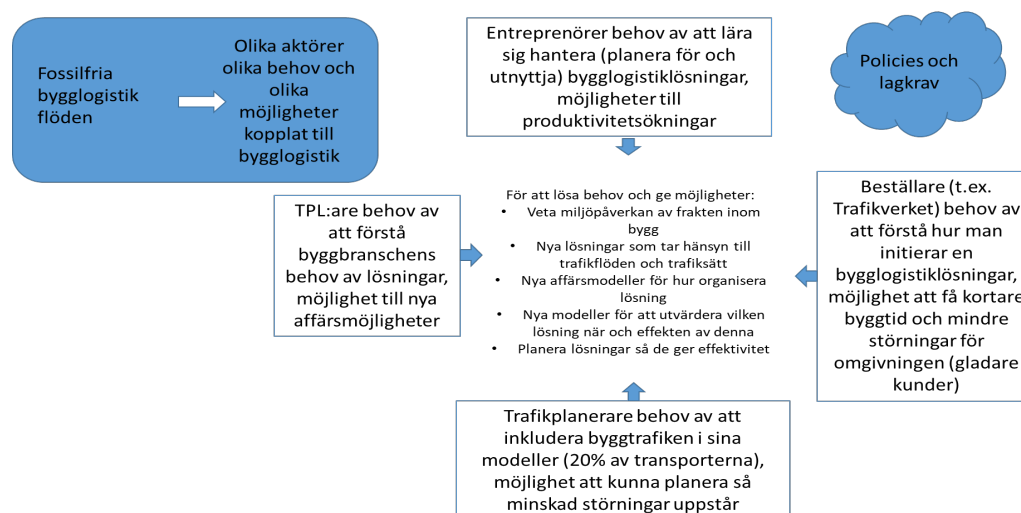 Fossilfria
bygglogistik
flöden
Olika aktörer
olika behov och
olika
möjligheter
kopplat till
bygglogistik
Entreprenörer behov av att lära
sig hantera (planera för och
utnyttja) bygglogistiklösningar,
möjligheter till
produktivitetsökningar
Policies och
lagkrav
TPL:are behov av
att förstå
byggbranschens
behov av lösningar,
möjlighet till nya
affärsmöjligheter
För att lösa behov och ge möjligheter:
• Veta miljöpåverkan av frakten inom
bygg
• Nya lösningar som tar hänsyn till
trafikflöden och trafiksätt
• Nya affärsmodeller för hur organisera
lösning
• Nya modeller för att utvärdera vilken
lösning när och effekten av denna
• Planera lösningar så de ger effektivitet
Beställare (t.ex.
Trafikverket) behov av
att förstå hur man
initierar en
bygglogistiklösningar,
möjlighet att få kortare
byggtid och mindre
störningar för
omgivningen (gladare
kunder)
Trafikplanerare behov av att
inkludera byggtrafiken i sina
modeller (20% av transporterna),
möjlighet att kunna planera så
minskad störningar uppstår